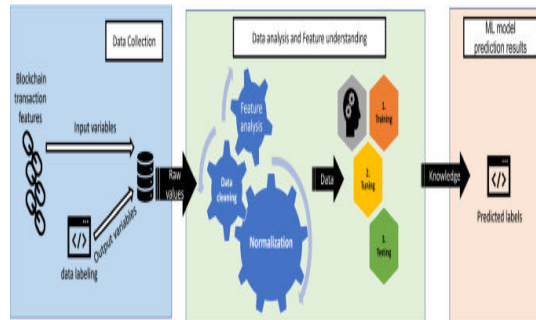 Data Collection
Blockchain
transaction
features
Input variables
Output variables
</>
data labeling
Raw
values
Data analysis and Feature understanding
Feature
analysis
Data
cleaning
Normalization
Data
1.
Training
2.
Tuning
3.
Testing
Knowledge
ML model
prediction results
</>
Predicted labels